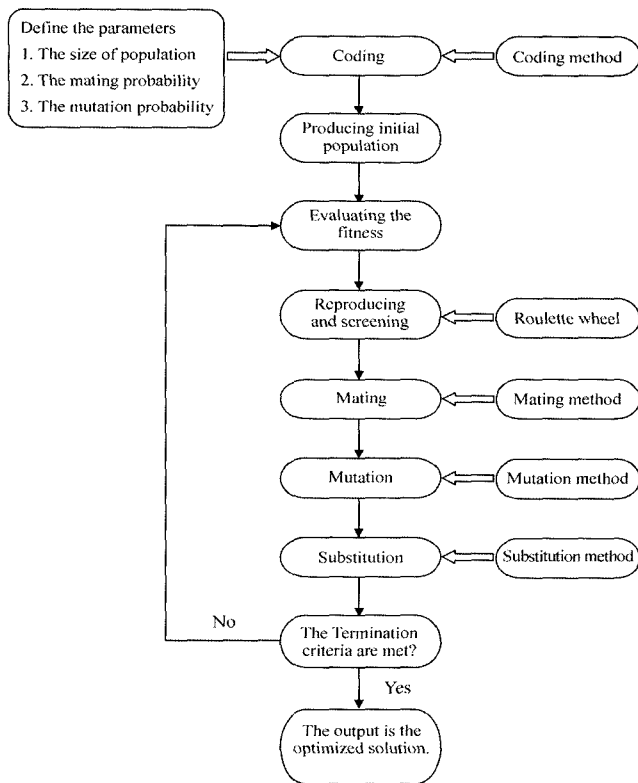 Define the parameters
1. The size of population
2. The mating probability
3. The mutation probability
Coding
Coding method
Producing initial
population
Evaluating the
fitness
Reproducing
and screening
Roulette wheel
Mating
Mating method
Mutation
Mutation method
Substitution
Substitution method
No
The Termination
criteria are met?
Yes
The output is the
optimized solution.